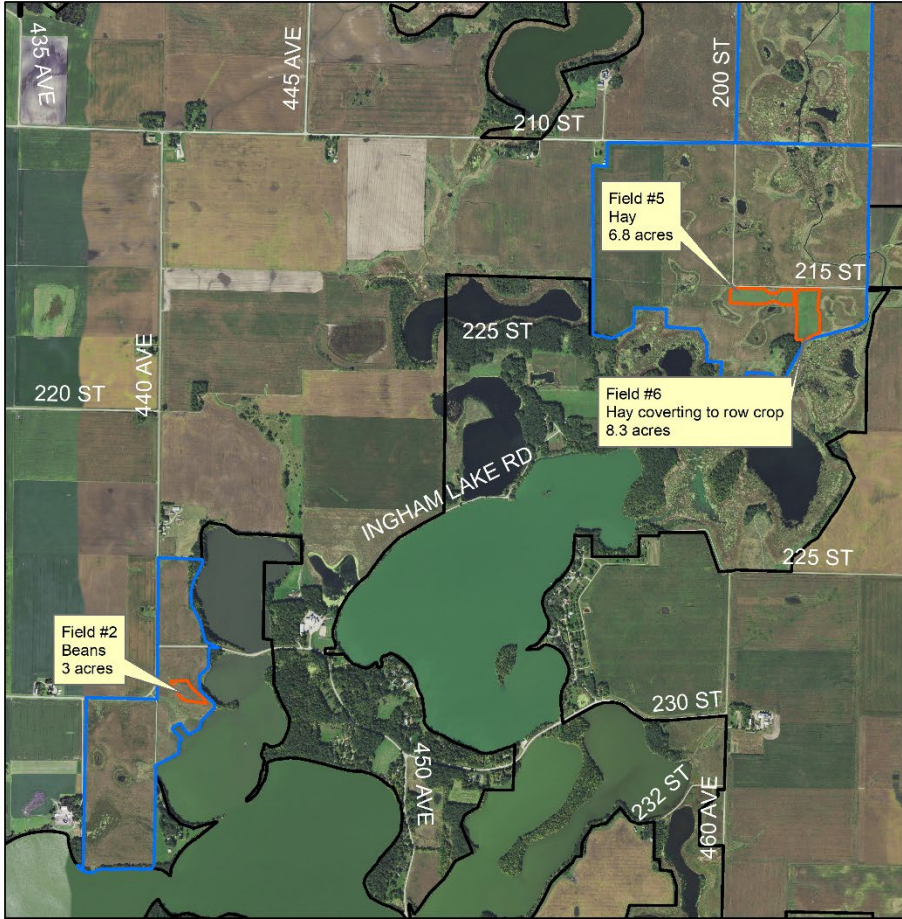 435 AVE
445 AVE
200 ST
210 ST
Field #5
Hay
6.8 acres
215 ST
225 ST
440 AVE
220 ST
Field #6
Hay coverting to row crop
8.3 acres
INGHAM LAKE RD
225 ST
Field #2
Beans
3 acres
230 ST
450 AVE
232 ST
460 AVE